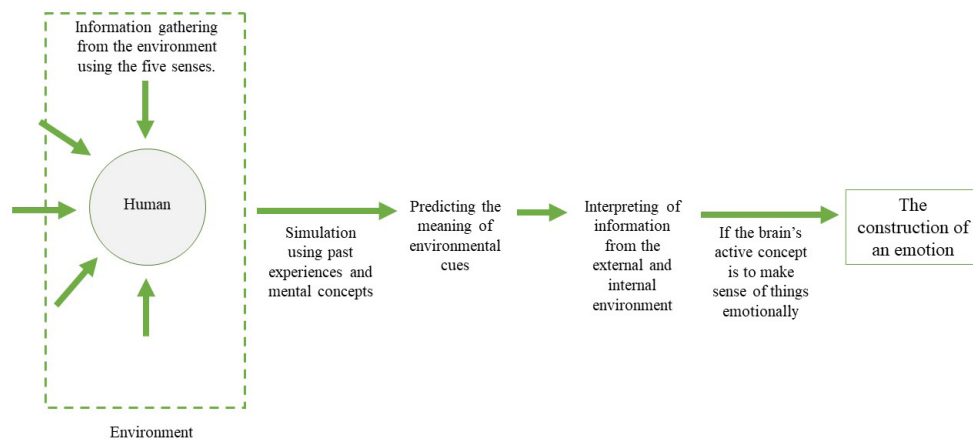 Information gathering
from the environment
using the five senses.
Human
Environment
Simulation
using past
experiences and
mental concepts
Predicting the
meaning of
environmental
cues
Interpreting of
information
from the
external and
internal
environment
If the brain's
active concept
is to make
sense of things
emotionally
The
construction of
an emotion